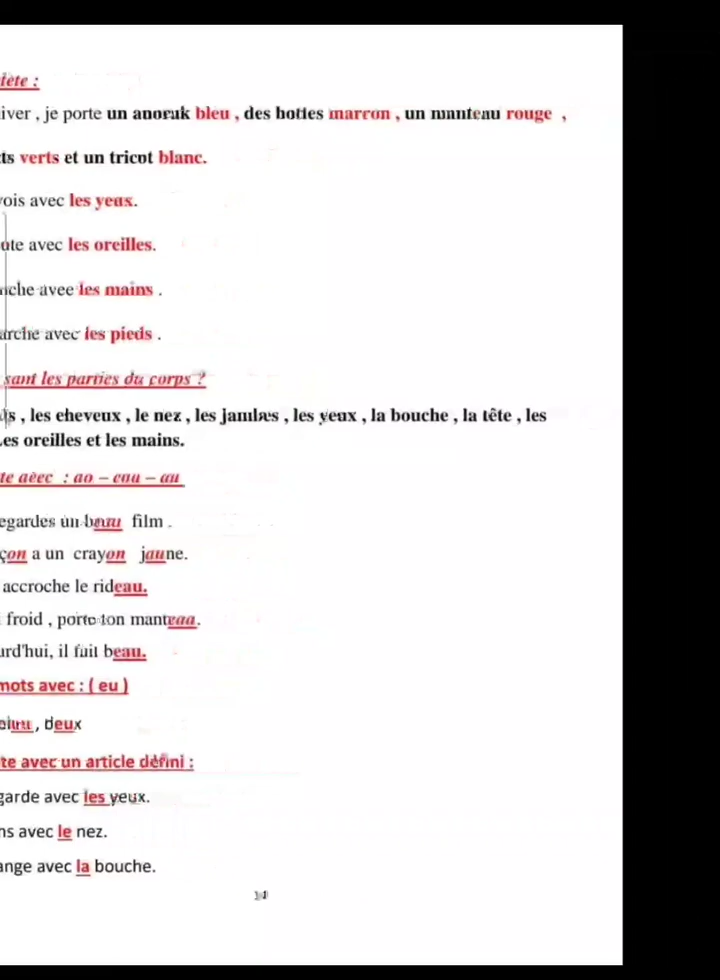 iver , je porte un anorak bleu , des bottes marron , un manteau rouge ,
ts verts et un tricot blanc.
vois avec les yeux.
ute avec les oreilles.
avec les mains .
arche avec les pieds .
sont les parties du corps ?
, les cheveux , le nez , les jambes , les yeux , la bouche , la tête , les
es oreilles et les mains.
te avec : on – eau – au
egardes un beau film .
çon a un crayon jaune.
accroche le rideau.
froid , porte ton manteau.
urd'hui, il fait beau.
mots avec : ( eu )
, deux
te avec un article défini :
garde avec les yeux.
ns avec le nez.
ange avec la bouche.